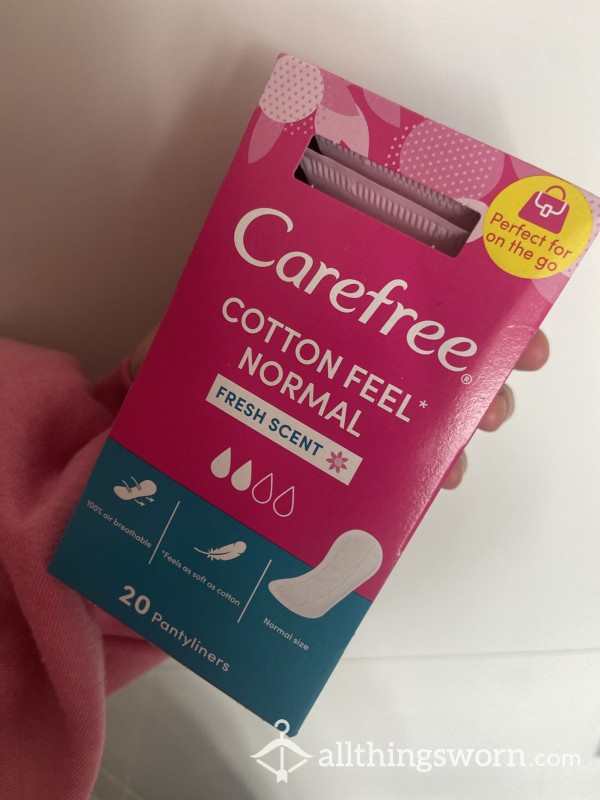 Perfect for
on the go
Carefree®
COTTON FEEL*
NORMAL
FRESH SCENT
100% air breathable
*Feels as soft as cotton
Normal size
20 Pantyliners
allthingsworn.com